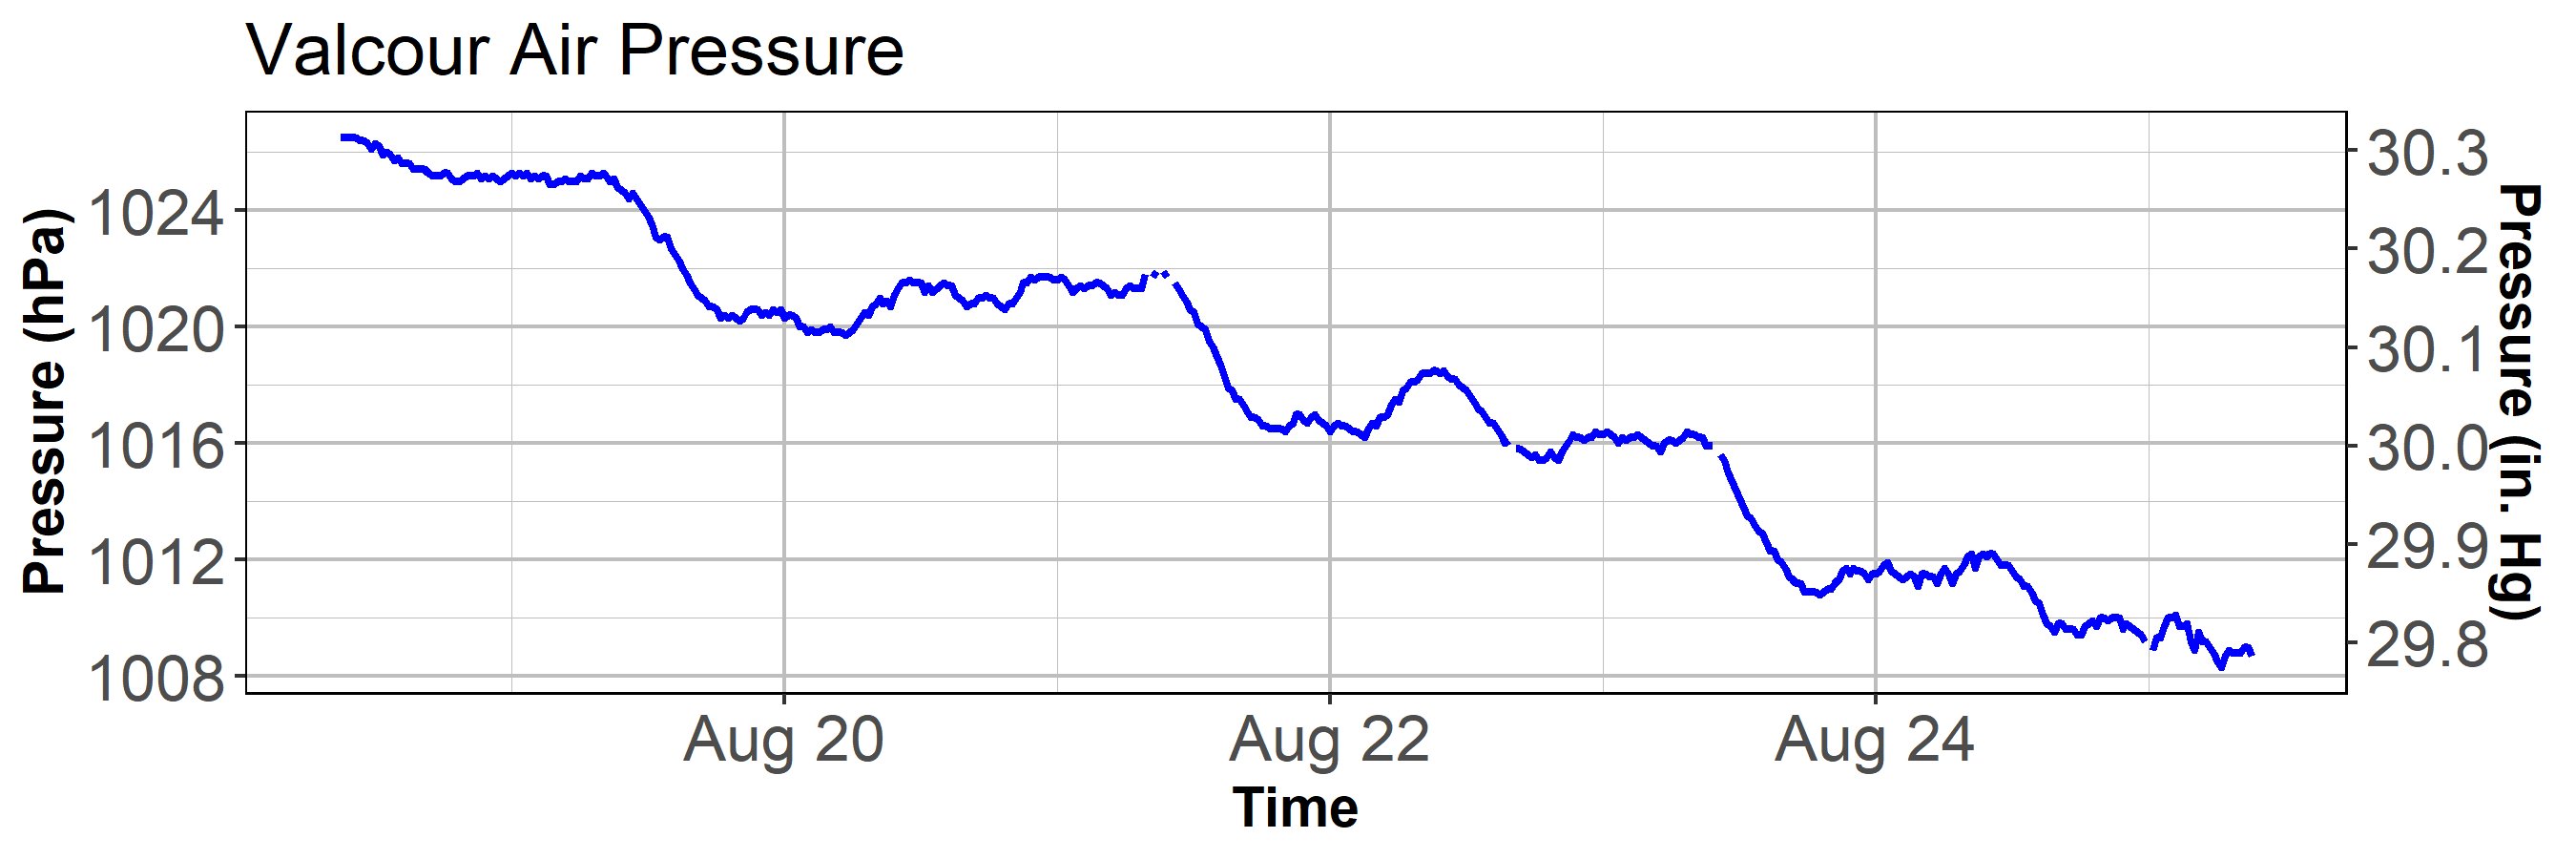 Valcour Air Pressure
Pressure (hPa)
1024
1020
1016
1012
1008
30.3
30.2
30.1
30.0
29.9
29.8
Pressure (in. Hg)
Aug 20
Aug 22
Aug 24
Time